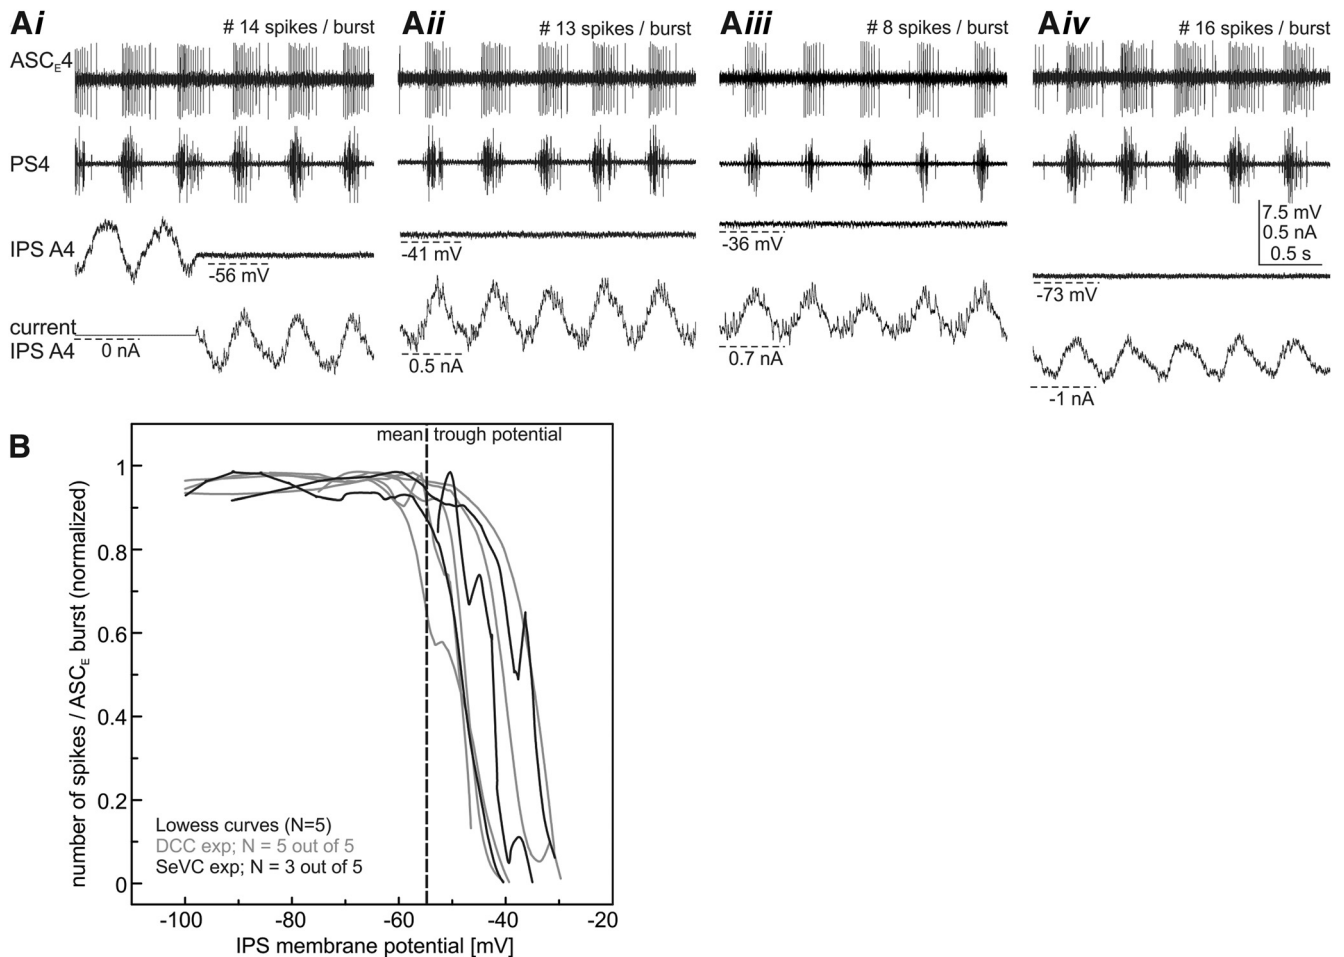 Ai
# 14 spikes / burst
Aii
# 13 spikes / burst
Aiii
# 8 spikes / burst
Aiv
# 16 spikes / burst
ASCE4
PS4
IPS A4
-56 mV
-41 mV
-36 mV
-73 mV
7.5 mV
0.5 nA
0.5 s
current
IPS A4
0 nA
0.5 nA
0.7 nA
-1 nA
B
mean trough potential
number of spikes / ASCE burst (normalized)
1
0.8
0.6
0.4
0.2
0
Lowess curves (N=5)
DCC exp; N = 5 out of 5
SeVC exp; N = 3 out of 5
-100
-80
-60
-40
-20
IPS membrane potential [mV]